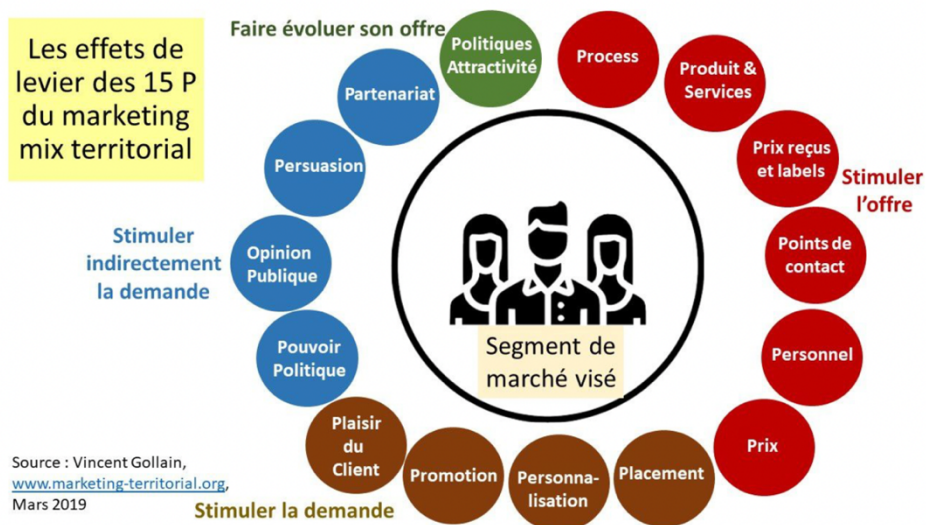 Les effets de
levier des 15 P
du marketing
mix territorial
Faire évoluer son offre
Politiques
Attractivité
Process
Produit &
Services
Prix reçus
et labels
Stimuler
l'offre
Points de
contact
Personnel
Prix
Placement
Personna-
lisation
Promotion
Plaisir
du
Client
Stimuler la demande
Pouvoir
Politique
Opinion
Publique
Stimuler
indirectement
la demande
Persuasion
Partenariat
Segment de
marché visé
Source : Vincent Gollain,
www.marketing-territorial.org,
Mars 2019